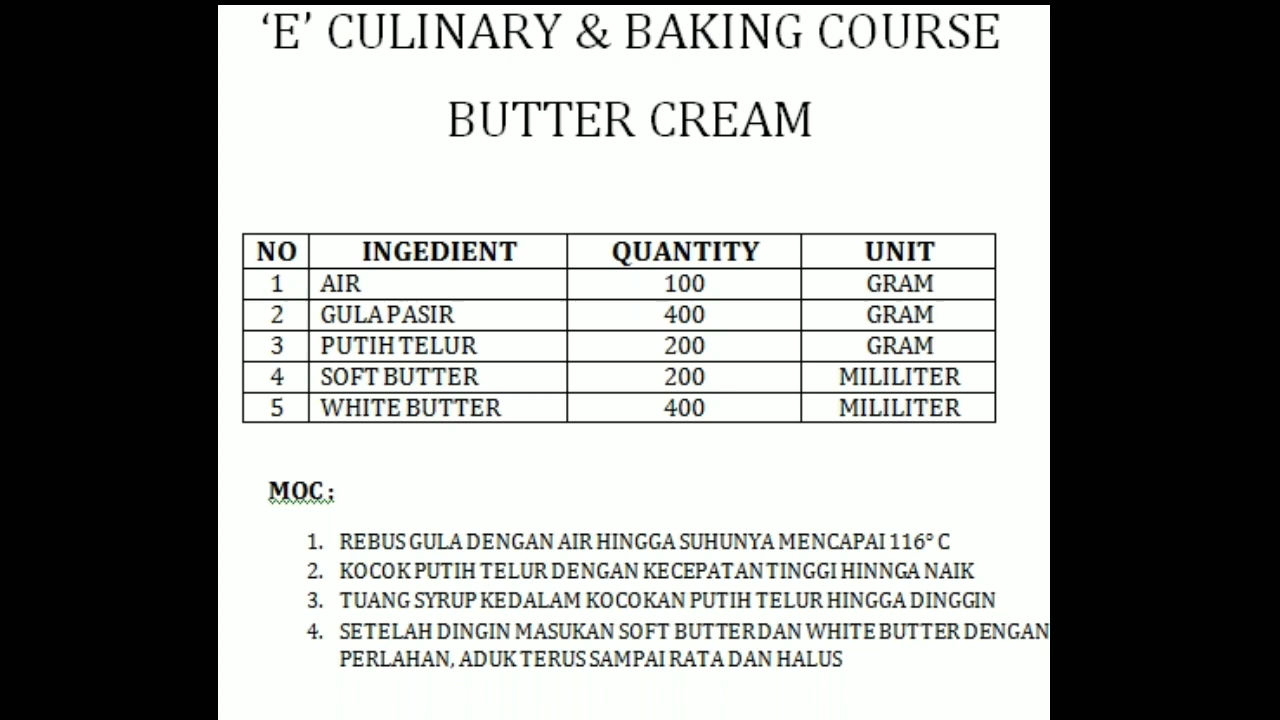 ‘E’ CULINARY & BAKING COURSE
BUTTER CREAM
NO INGEDIENT QUANTITY UNIT
1 AIR 100 GRAM
2 GULA PASIR 400 GRAM
3 PUTIH TELUR 200 GRAM
4 SOFT BUTTER 200 MILILITER
5 WHITE BUTTER 400 MILILITER
MOC :
1. REBUS GULA DENGAN AIR HINGGA SUHUNYA MENCAPAI 116° C
2. KOCOK PUTIH TELUR DENGAN KECEPATAN TINGGI HINNGA NAIK
3. TUANG SYRUP KEDALAM KOCOKAN PUTIH TELUR HINGGA DINGGIN
4. SETELAH DINGIN MASUKAN SOFT BUTTER DAN WHITE BUTTER DENGAN
PERLAHAN, ADUK TERUS SAMPAI RATA DAN HALUS